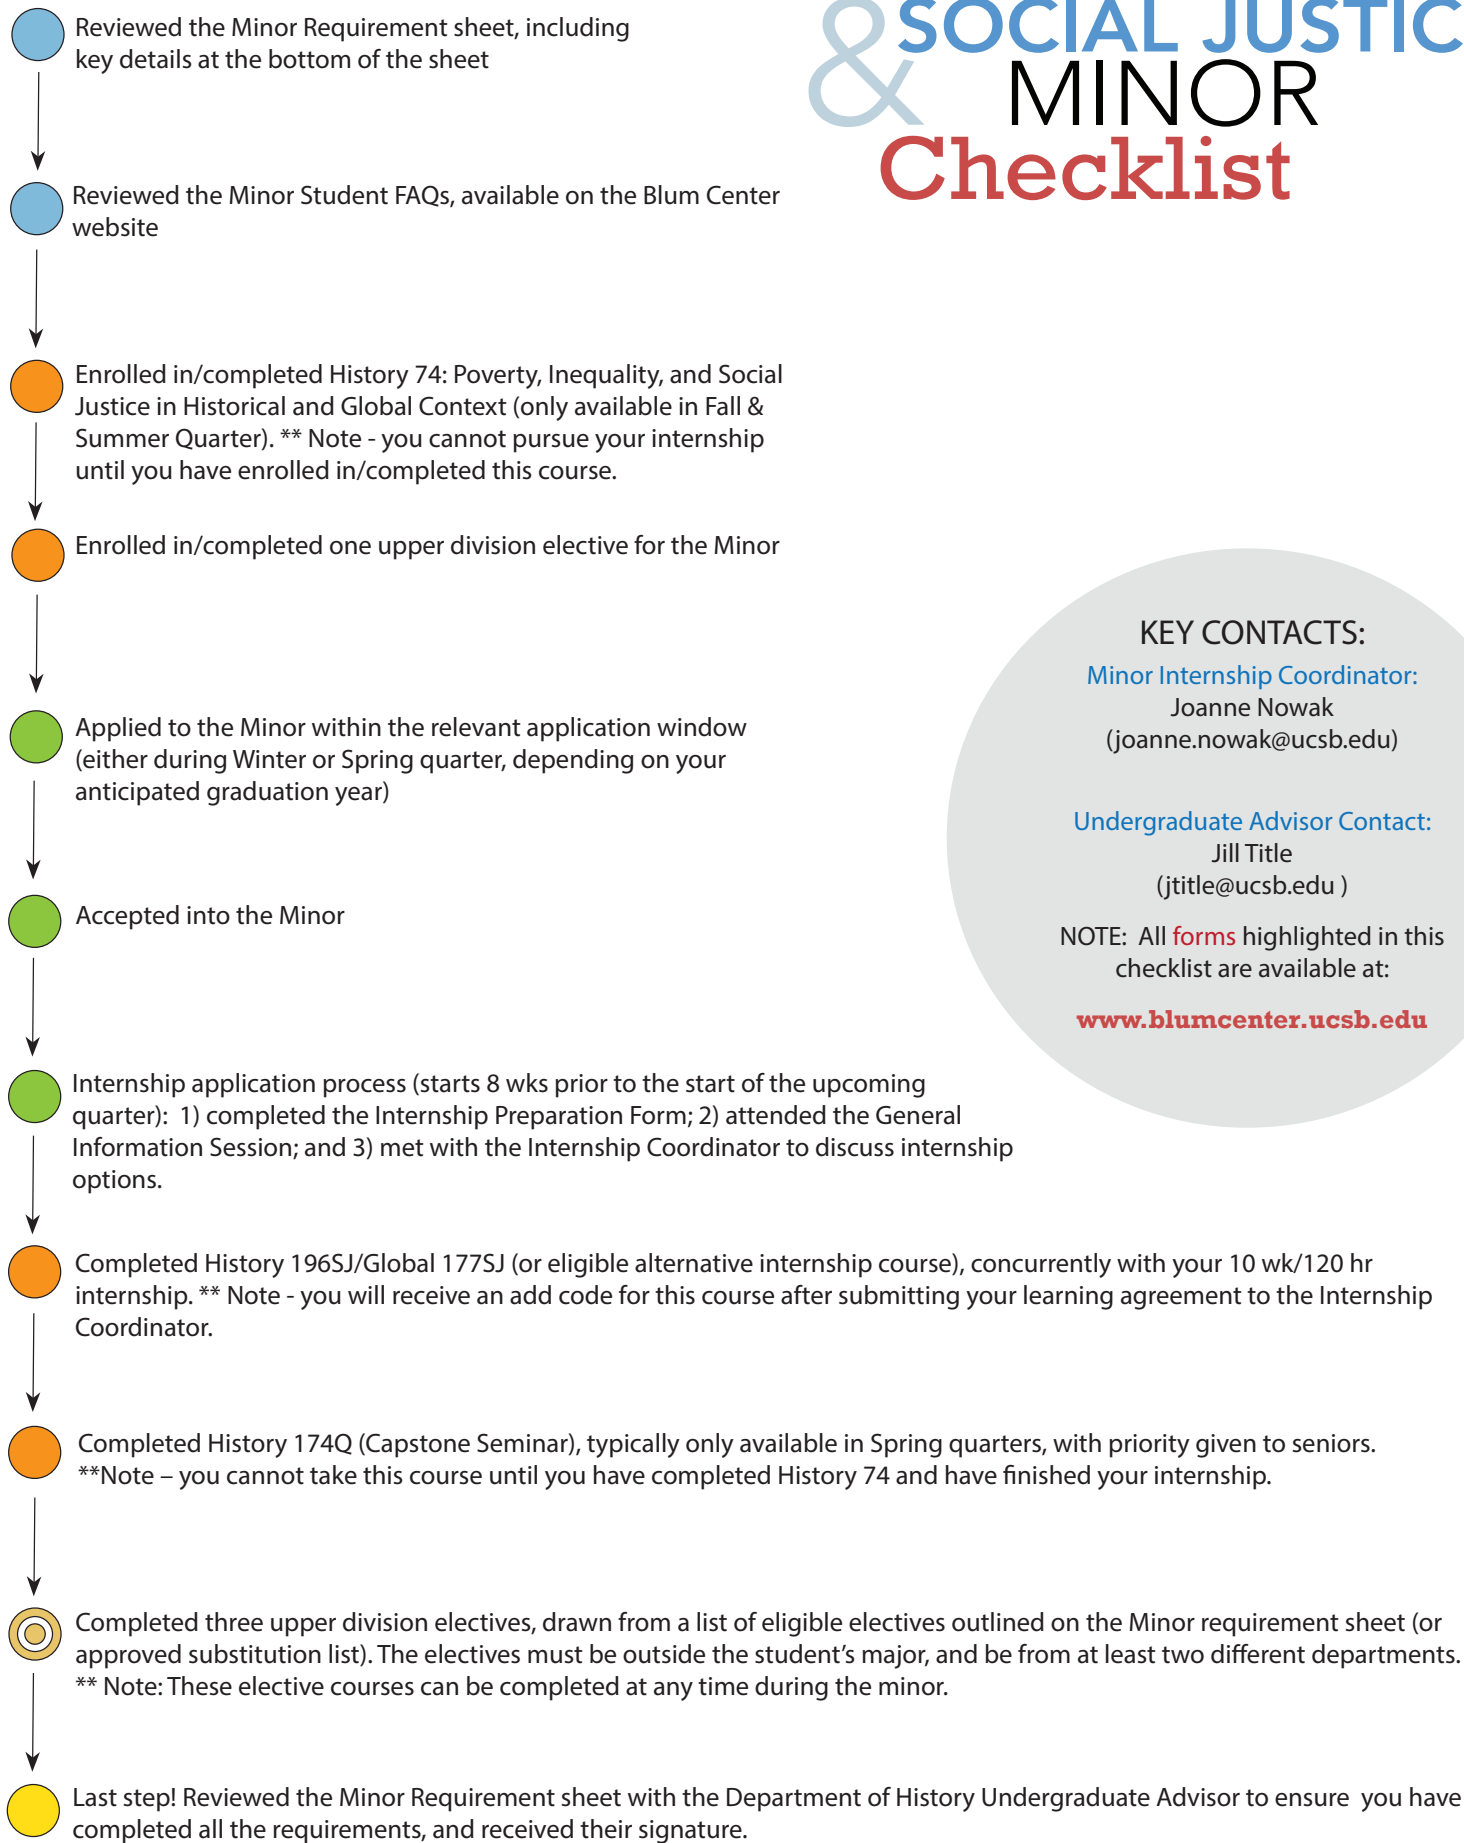 Reviewed the Minor Requirement sheet, including
key details at the bottom of the sheet
& SOCIAL JUSTIC
MINOR
Checklist
Reviewed the Minor Student FAQs, available on the Blum Center
website
Enrolled in/completed History 74: Poverty, Inequality, and Social
Justice in Historical and Global Context (only available in Fall &
Summer Quarter). ** Note - you cannot pursue your internship
until you have enrolled in/completed this course.
Enrolled in/completed one upper division elective for the Minor
Applied to the Minor within the relevant application window
(either during Winter or Spring quarter, depending on your
anticipated graduation year)
Accepted into the Minor
KEY CONTACTS:
Minor Internship Coordinator:
Joanne Nowak
(joanne.nowak@ucsb.edu)
Undergraduate Advisor Contact:
Jill Title
(jtitle@ucsb.edu )
NOTE: All forms highlighted in this
checklist are available at:
www.blumcenter.ucsb.edu
Internship application process (starts 8 wks prior to the start of the upcoming
quarter): 1) completed the Internship Preparation Form; 2) attended the General
Information Session; and 3) met with the Internship Coordinator to discuss internship
options.
Completed History 196SJ/Global 177SJ (or eligible alternative internship course), concurrently with your 10 wk/120 hr
internship. ** Note - you will receive an add code for this course after submitting your learning agreement to the Internship
Coordinator.
Completed History 174Q (Capstone Seminar), typically only available in Spring quarters, with priority given to seniors.
**Note – you cannot take this course until you have completed History 74 and have finished your internship.
Completed three upper division electives, drawn from a list of eligible electives outlined on the Minor requirement sheet (or
approved substitution list). The electives must be outside the student's major, and be from at least two different departments.
** Note: These elective courses can be completed at any time during the minor.
Last step! Reviewed the Minor Requirement sheet with the Department of History Undergraduate Advisor to ensure you have
completed all the requirements, and received their signature.